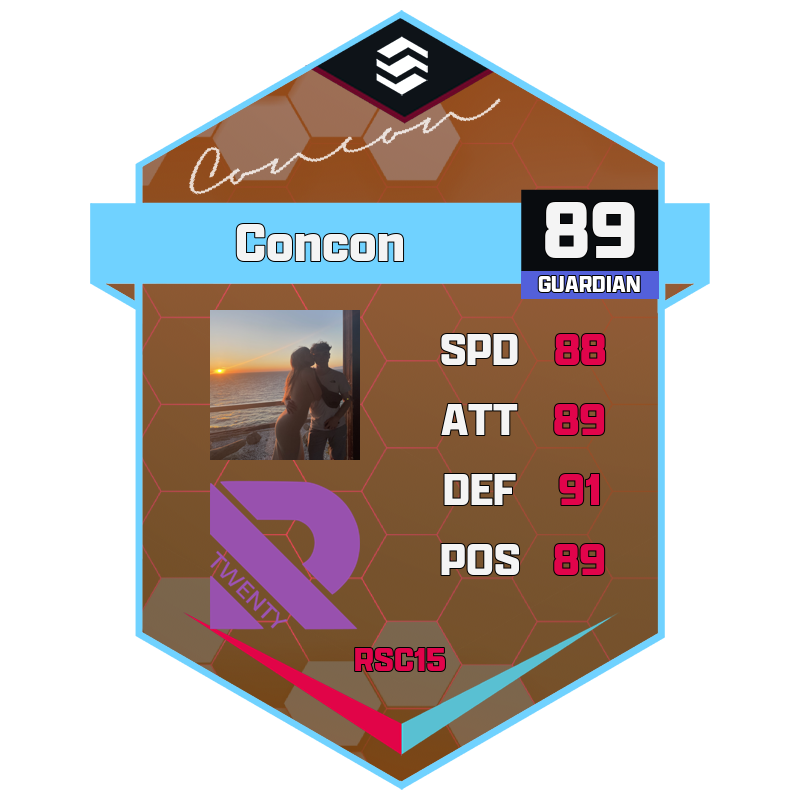 Concon
Concon
89
GUARDIAN
SPD 88
ATT 89
DEF 91
POS 89
TWENTY
RSC15